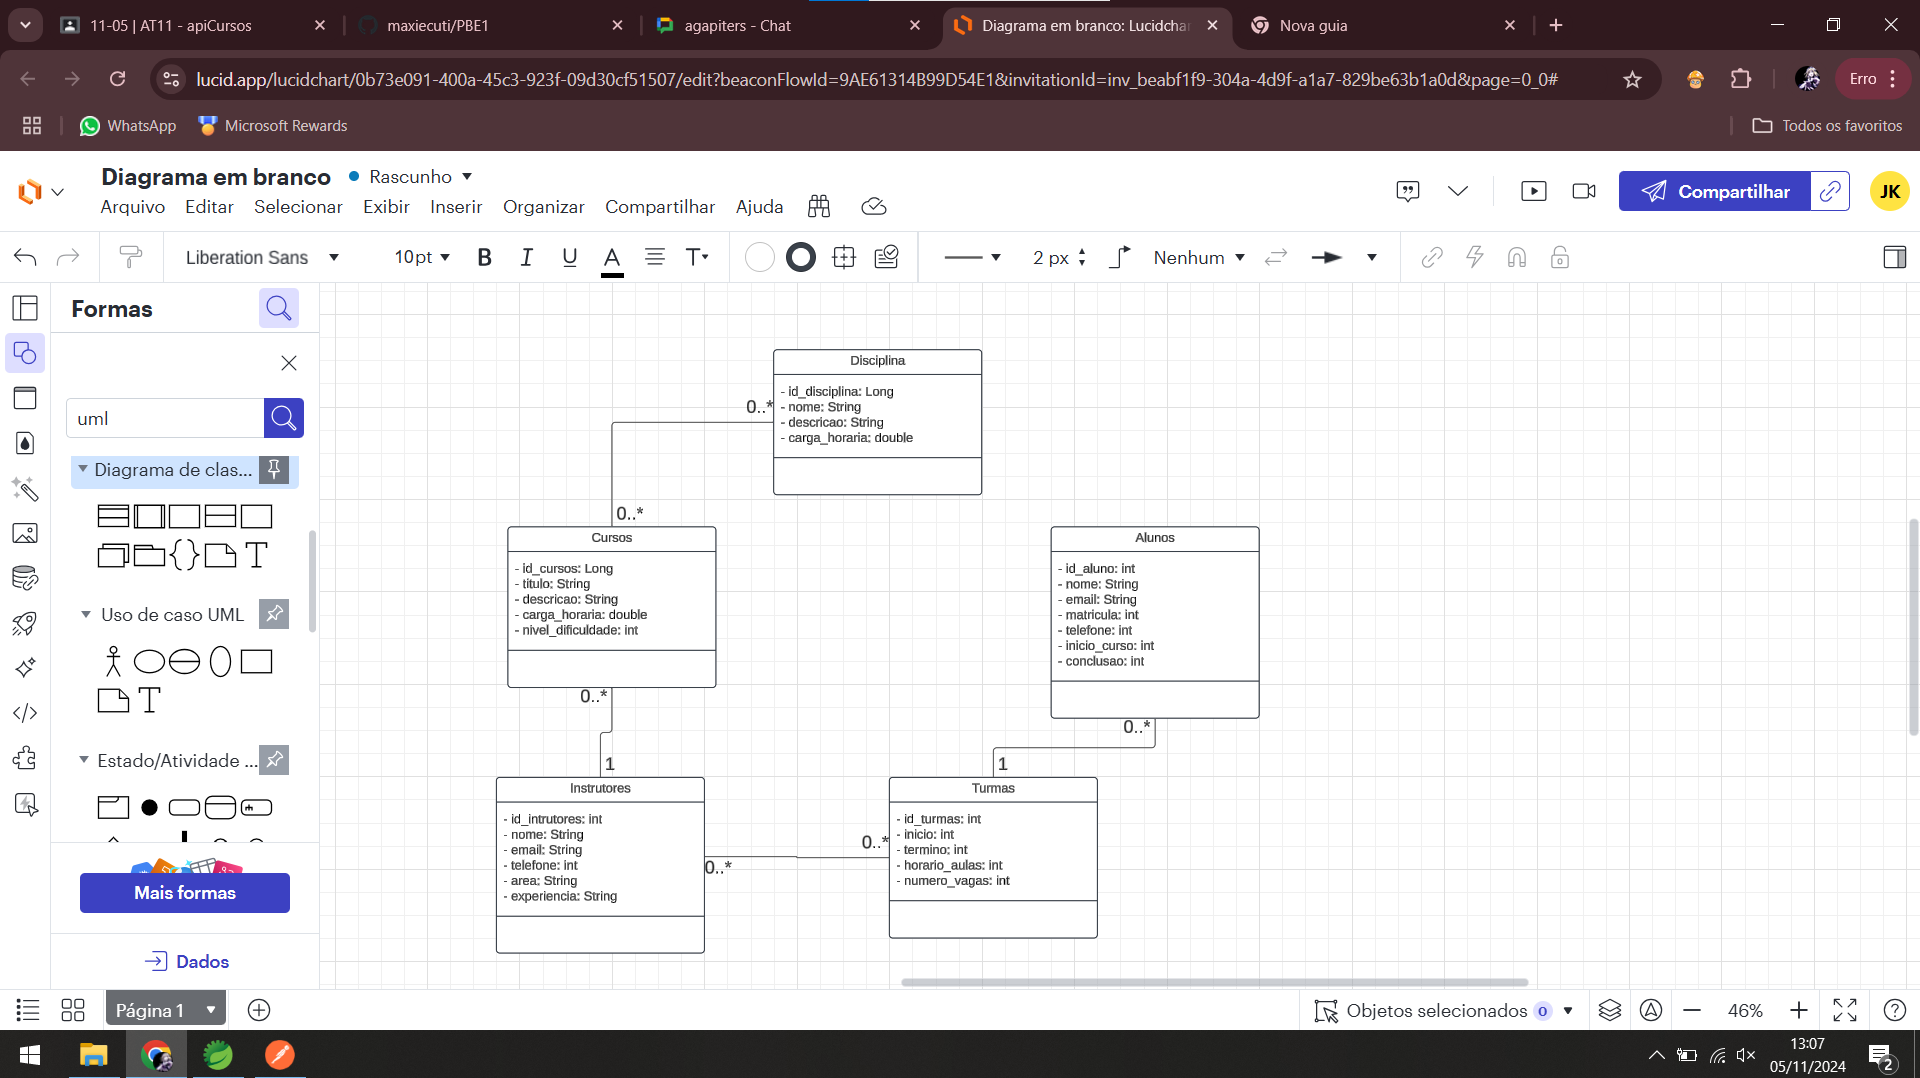 11-05 | AT11 - apiCursos
maxiecuti/PBE1
agapiters - Chat
Diagrama em branco: Lucidchar
Nova guia
lucid.app/lucidchart/0b73e091-400a-45c3-923f-09d30cf51507/edit?beaconFlowId=9AE61314B99D54E1&invitationId=inv_beabf1f9-304a-4d9f-a1a7-829be63b1a0d&page=0_0#
Erro
WhatsApp
Microsoft Rewards
Todos os favoritos
Diagrama em branco
Rascunho
Arquivo Editar Selecionar Exibir Inserir Organizar Compartilhar Ajuda
Compartilhar
JK
Liberation Sans
10pt
B I U A T
2 px
Nenhum
Formas
uml
Diagrama de clas...
T
Uso de caso UML
T
Estado/Atividade ...
Mais formas
Dados
Disciplina
- id_disciplina: Long
- nome: String
- descricao: String
- carga_horaria: double
0..*
0..*
Cursos
- id_cursos: Long
- titulo: String
- descricao: String
- carga_horaria: double
- nivel_dificuldade: int
0..*
1
Alunos
- id_aluno: int
- nome: String
- email: String
- matricula: int
- telefone: int
- inicio_curso: int
- conclusao: int
0..*
1
Instrutores
- id_intrutores: int
- nome: String
- email: String
- telefone: int
- area: String
- experiencia: String
0..*
0..*
Turmas
- id_turmas: int
- inicio: int
- termino: int
- horario_aulas: int
- numero_vagas: int
Página 1
Objetos selecionados 0
46%
13:07
05/11/2024
2